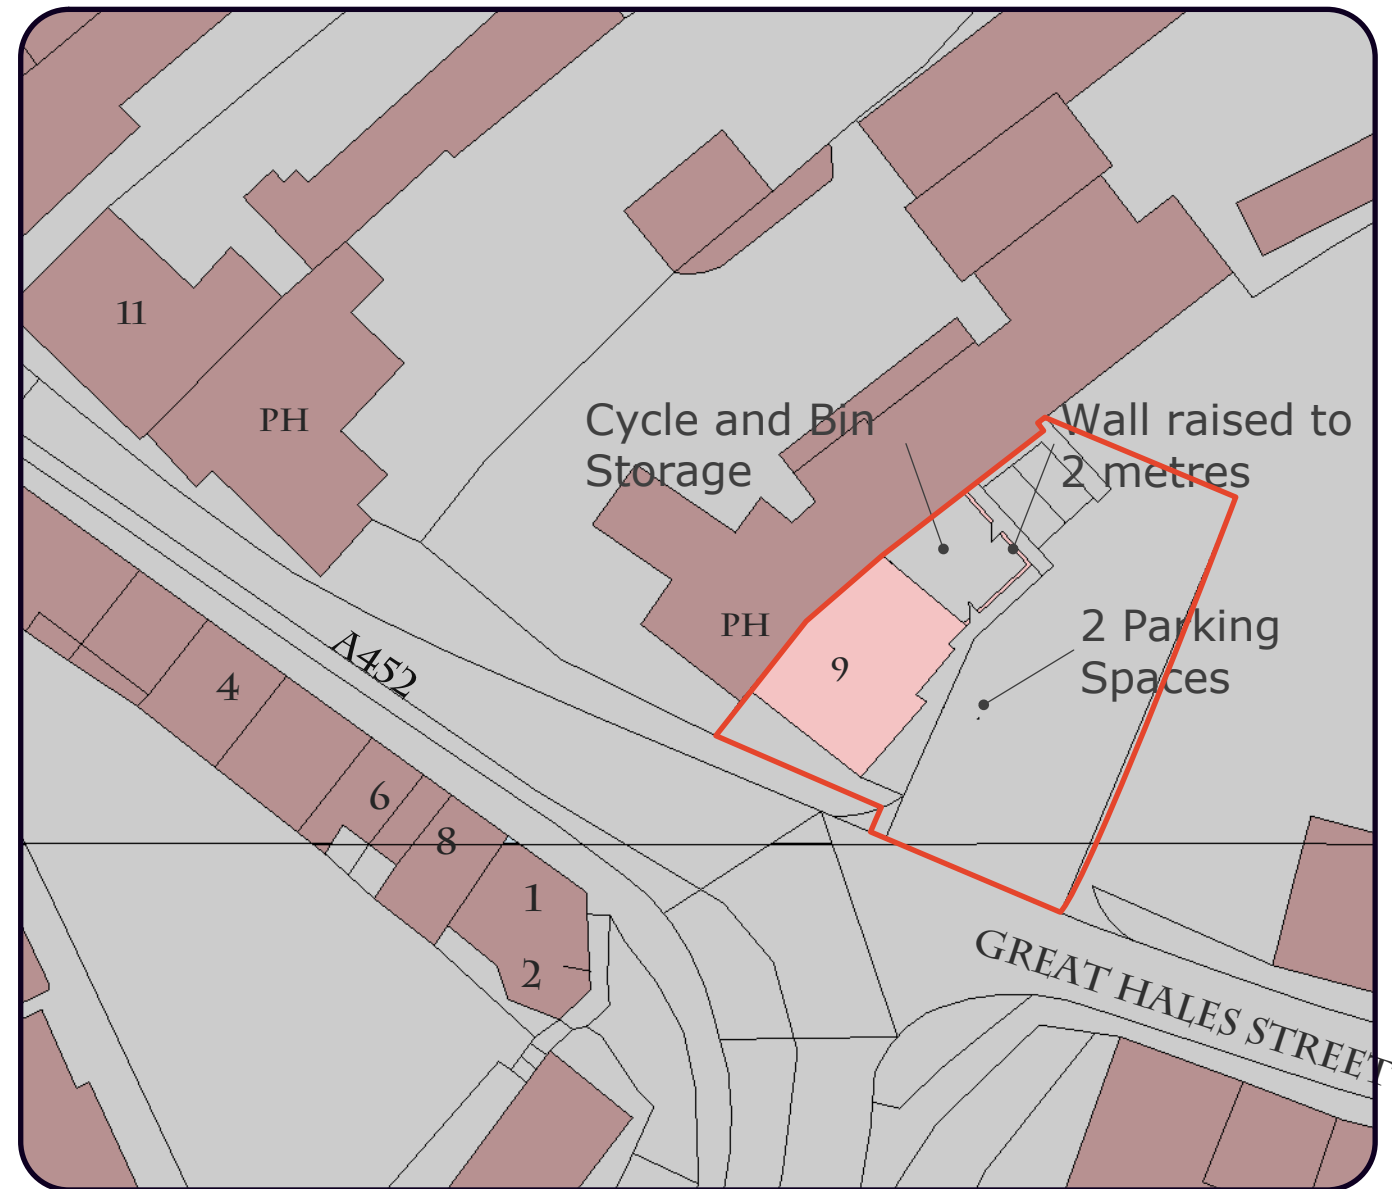 11
PH
Cycle and Bin
Storage
Wall raised to
2 metres
PH
9
2 Parking
Spaces
A452
4
6
8
1
2
GREAT HALES STREET